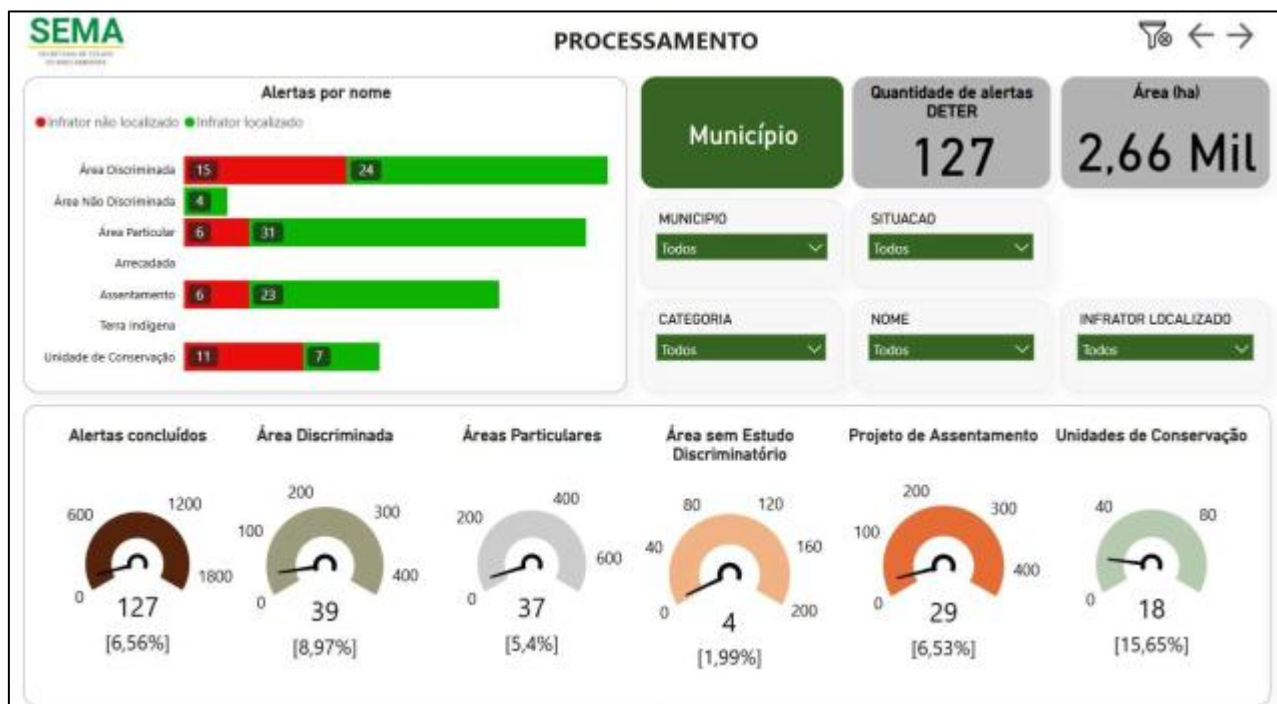 SEMA
PROCESSAMENTO
Alertas por nome
Infrator não localizado Infrator localizado
Área Discriminada 15 24
Área Não Discriminada 4
Área Particular 6 31
Arrecadada
Assentamento 6 23
Terra Indígena
Unidade de Conservação 11 7
Município
Quantidade de alertas
DETER
127
Área (ha)
2,66 Mil
MUNICIPIO
Todos
SITUACAO
Todos
CATEGORIA
Todos
NOME
Todos
INFRATOR LOCALIZADO
Todos
Alertas concluídos
0
600
1200
1800
127
[6,56%]
Área Discriminada
0
100
200
300
400
39
[8,97%]
Áreas Particulares
0
200
400
600
37
[5,4%]
Área sem Estudo
Discriminatório
0
40
80
120
160
200
4
[1,99%]
Projeto de Assentamento
0
100
200
300
400
29
[6,53%]
Unidades de Conservação
0
40
80
18
[15,65%]